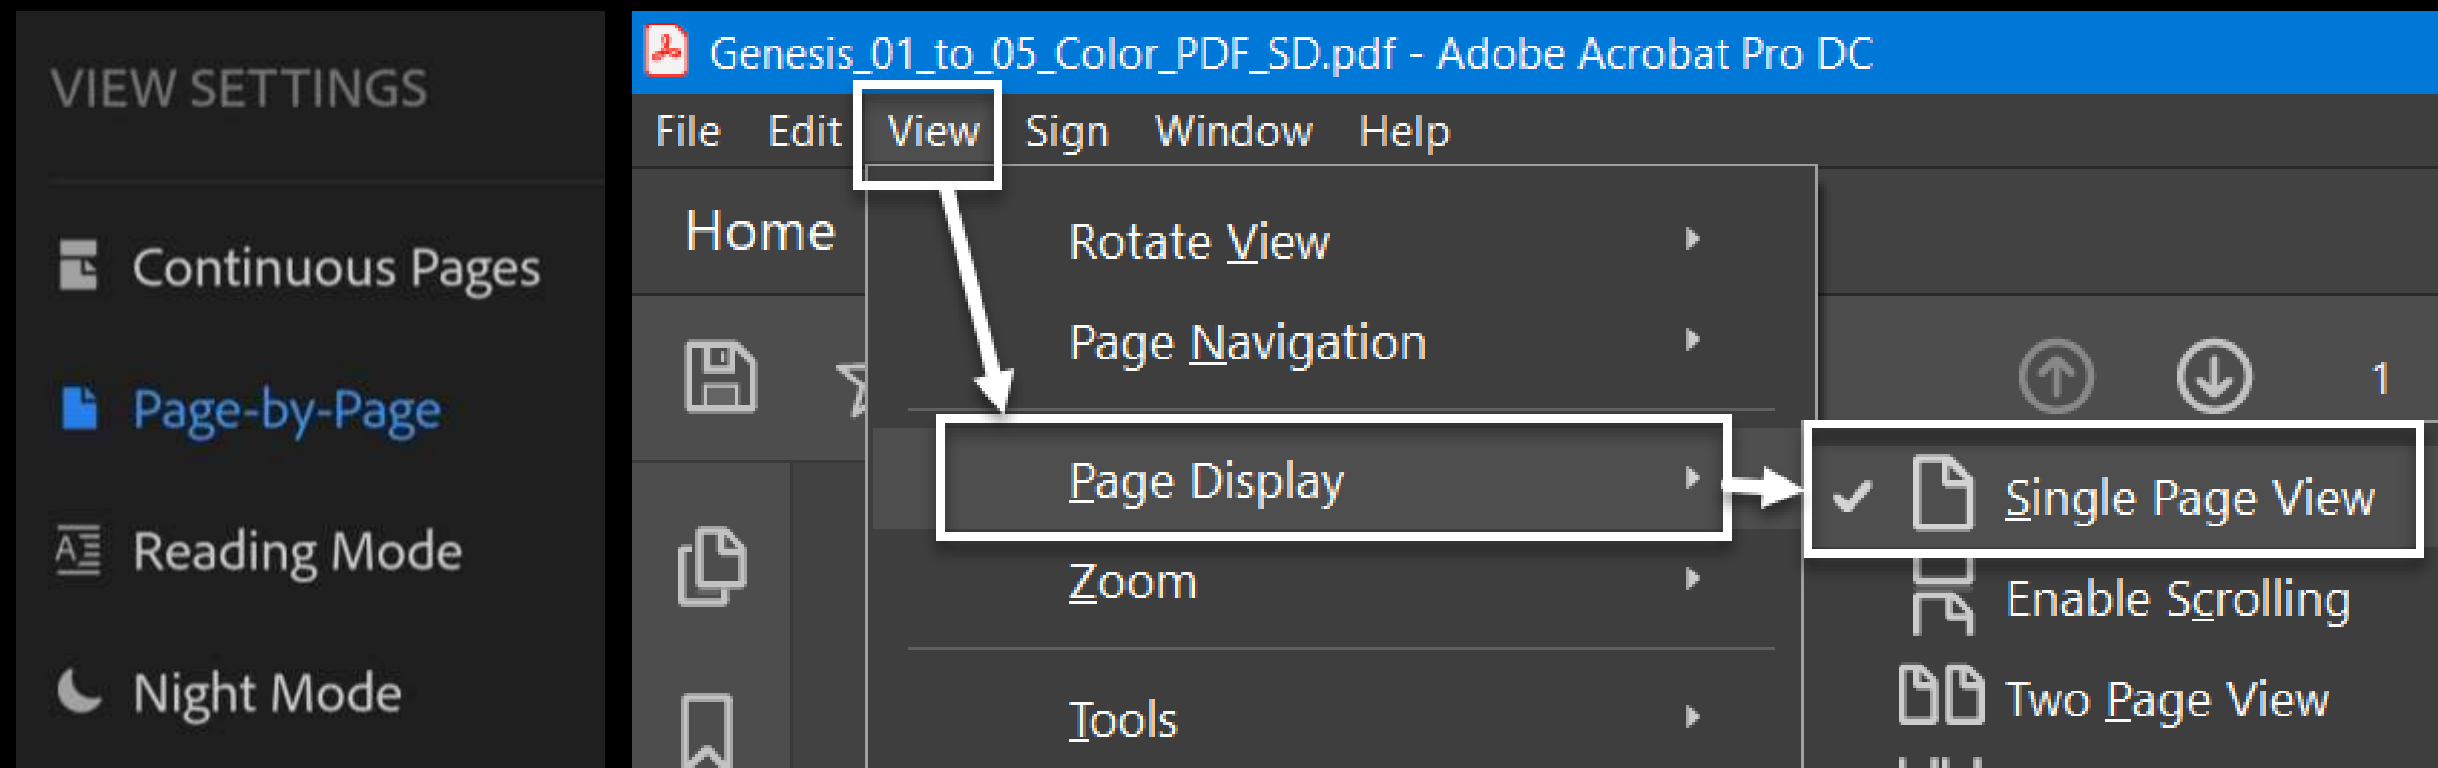 VIEW SETTINGS
Continuous Pages
Page-by-Page
Reading Mode
Night Mode
Genesis_01_to_05_Color_PDF_SD.pdf - Adobe Acrobat Pro DC
File Edit View Sign Window Help
Home
Rotate View
Page Navigation
1
Page Display
Single Page View
Zoom
Enable Scrolling
Two Page View
Tools